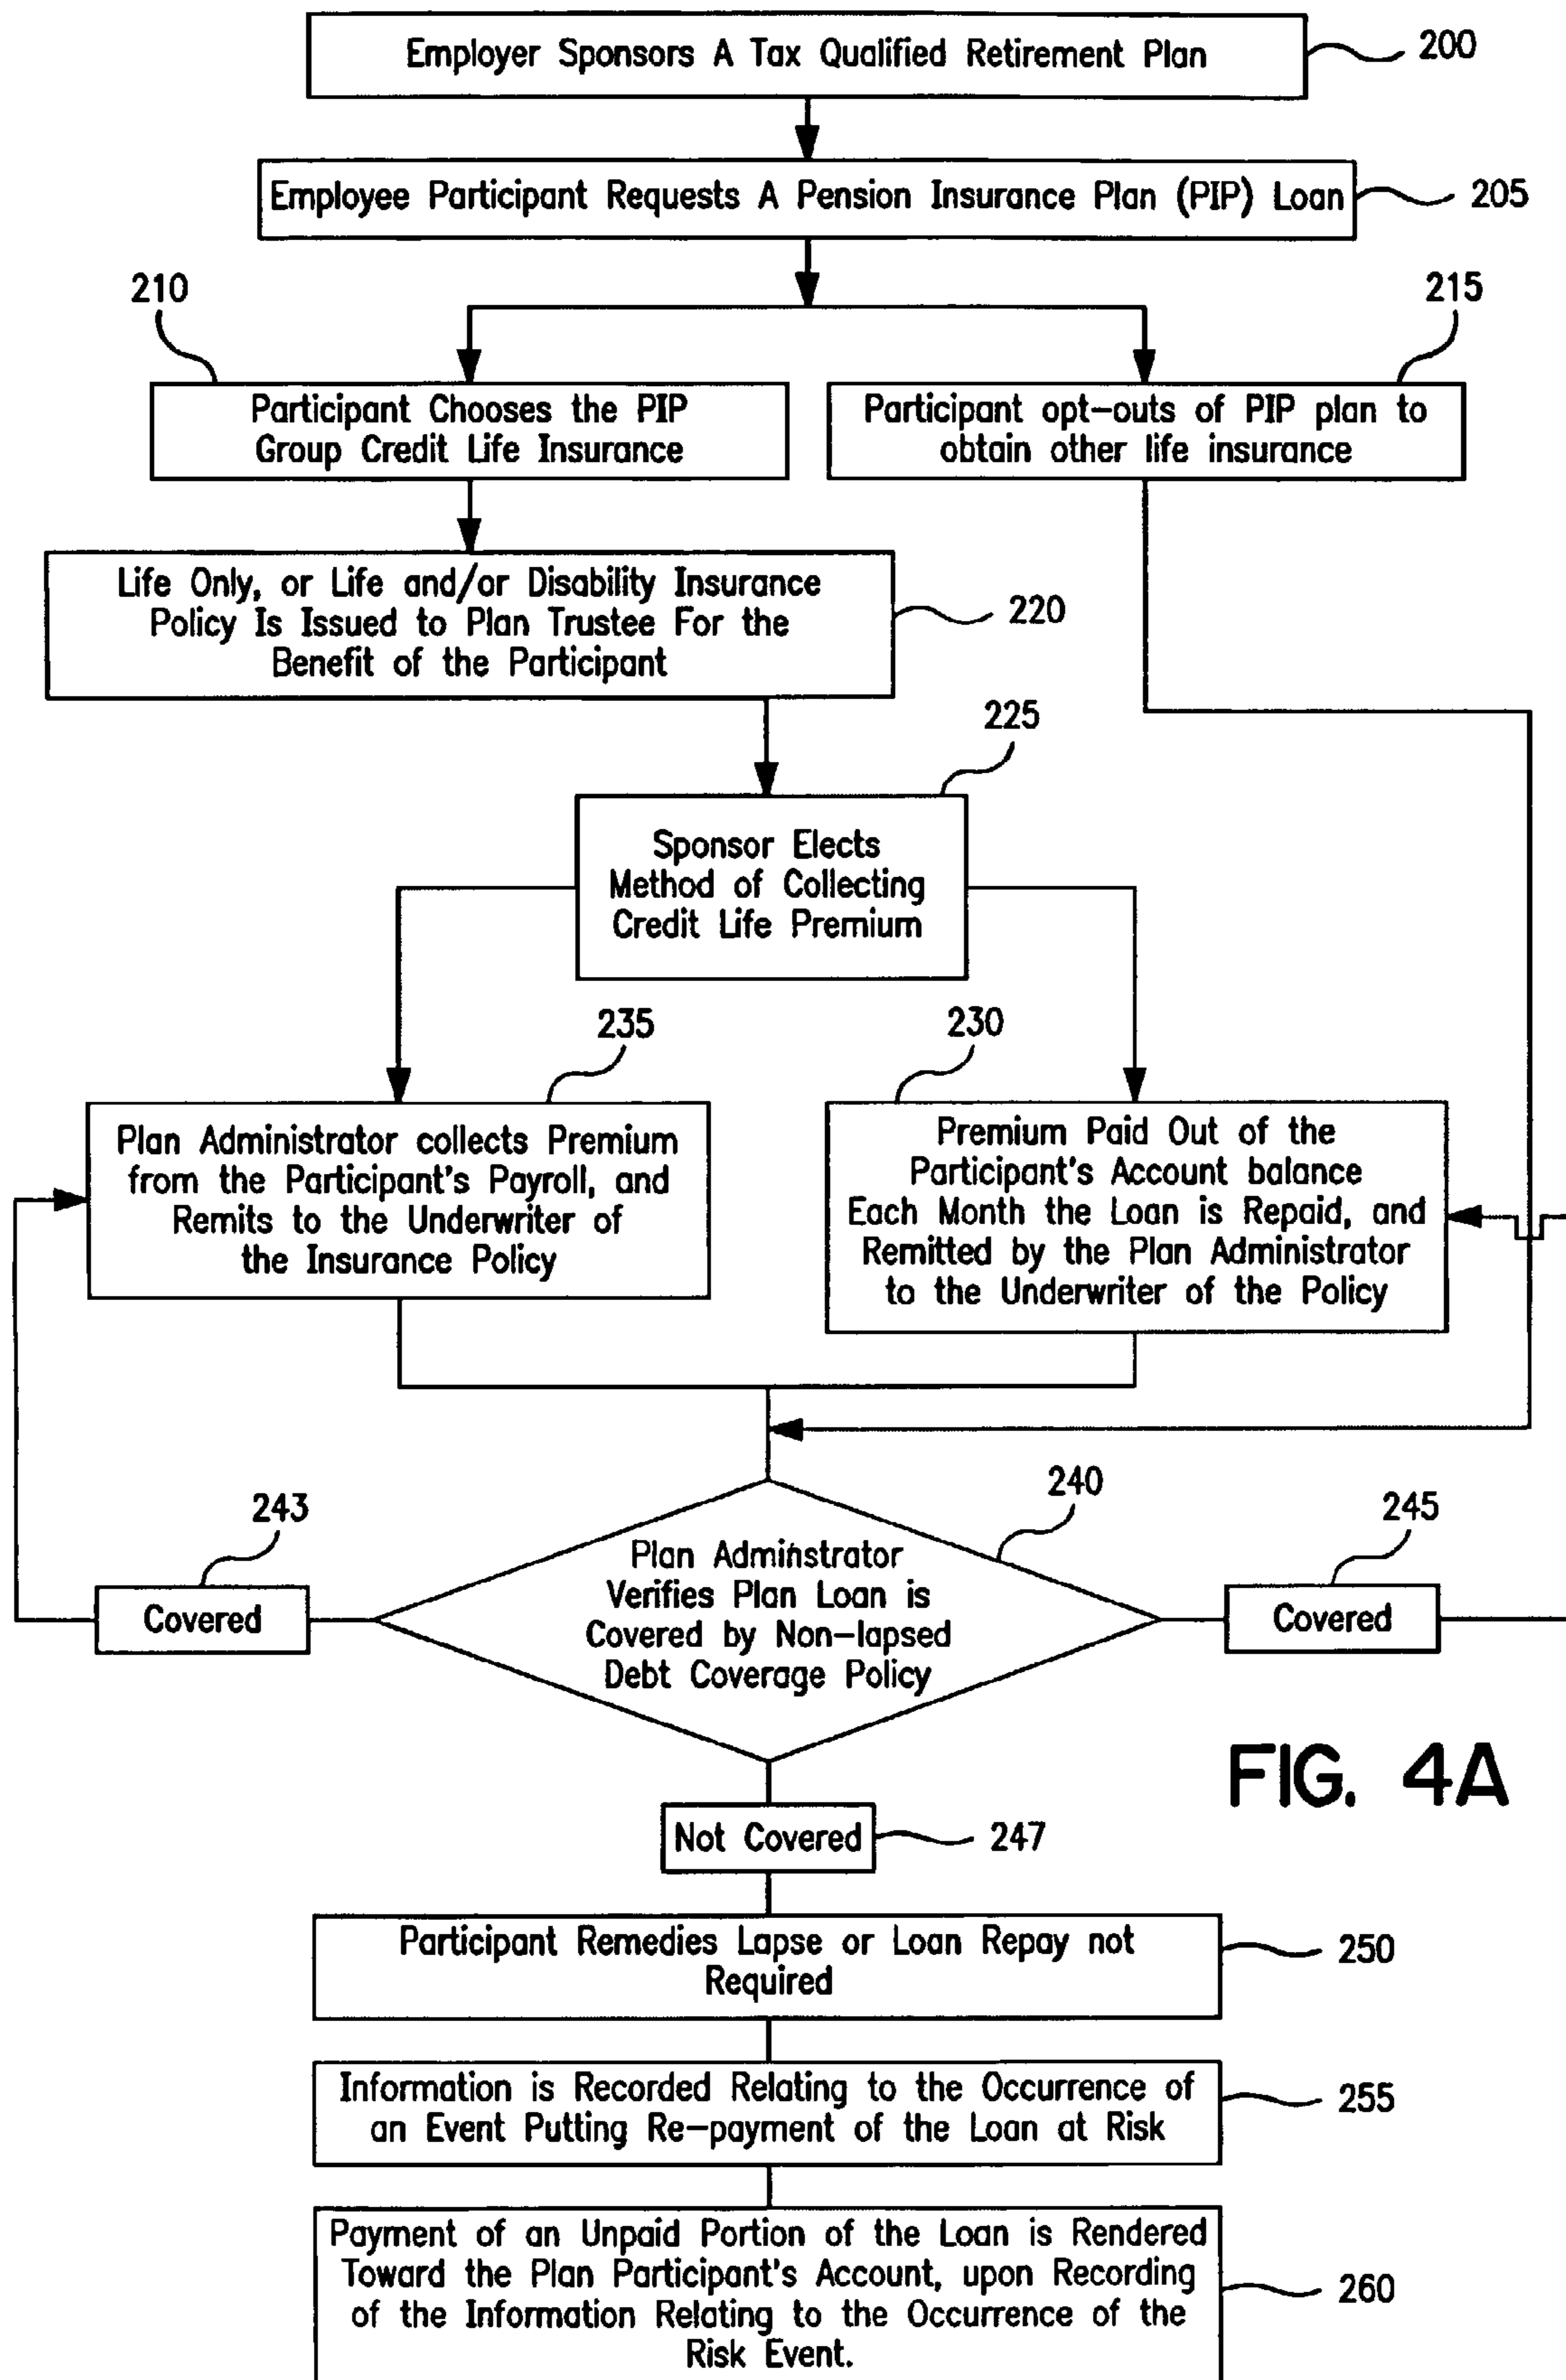 Employer Sponsors A Tax Qualified Retirement Plan
200
Employee Participant Requests A Pension Insurance Plan (PIP) Loan
205
210
215
Participant Chooses the PIP
Group Credit Life Insurance
Participant opt-outs of PIP plan to
obtain other life insurance
Life Only, or Life and/or Disability Insurance
Policy Is Issued to Plan Trustee For the
Benefit of the Participant
220
225
Sponsor Elects
Method of Collecting
Credit Life Premium
235
230
Plan Administrator collects Premium
from the Participant's Payroll, and
Remits to the Underwriter of
the Insurance Policy
Premium Paid Out of the
Participant's Account balance
Each Month the Loan is Repaid, and
Remitted by the Plan Administrator
to the Underwriter of the Policy
243
240
245
Covered
Plan Adminstrator
Verifies Plan Loan is
Covered by Non-lapsed
Debt Coverage Policy
Covered
FIG. 4A
Not Covered
247
Participant Remedies Lapse or Loan Repay not
Required
250
Information is Recorded Relating to the Occurrence of
an Event Putting Re-payment of the Loan at Risk
255
Payment of an Unpaid Portion of the Loan is Rendered
Toward the Plan Participant's Account, upon Recording
of the Information Relating to the Occurrence of the
Risk Event.
260